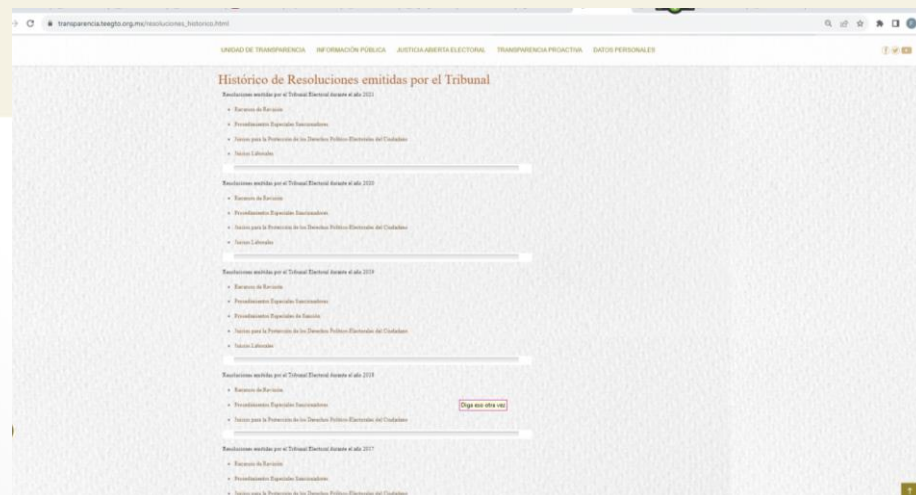 transparencia.teegto.org.mx/resoluciones_historico.html
UNIDAD DE TRANSPARENCIA INFORMACIÓN PÚBLICA JUSTICIA ABIERTA ELECTORAL TRANSPARENCIA PROACTIVA DATOS PERSONALES
Histórico de Resoluciones emitidas por el Tribunal
Resoluciones emitidas por el Tribunal Electoral durante el año 2021
Recursos de Revisión
Procedimientos Especiales Sancionadores
Juicios para la Protección de los Derechos Político-Electorales del Ciudadano
Juicios Laborales
Resoluciones emitidas por el Tribunal Electoral durante el año 2020
Recursos de Revisión
Procedimientos Especiales Sancionadores
Juicios para la Protección de los Derechos Político-Electorales del Ciudadano
Juicios Laborales
Resoluciones emitidas por el Tribunal Electoral durante el año 2019
Recursos de Revisión
Procedimientos Especiales Sancionadores
Procedimientos Especiales de Sanción
Juicios para la Protección de los Derechos Político-Electorales del Ciudadano
Juicios Laborales
Resoluciones emitidas por el Tribunal Electoral durante el año 2018
Recursos de Revisión
Procedimientos Especiales Sancionadores
Diga eso otra vez
Juicios para la Protección de los Derechos Político-Electorales del Ciudadano
Resoluciones emitidas por el Tribunal Electoral durante el año 2017
Recursos de Revisión
Procedimientos Especiales Sancionadores
Juicios para la Protección de los Derechos Político-Electorales del Ciudadano